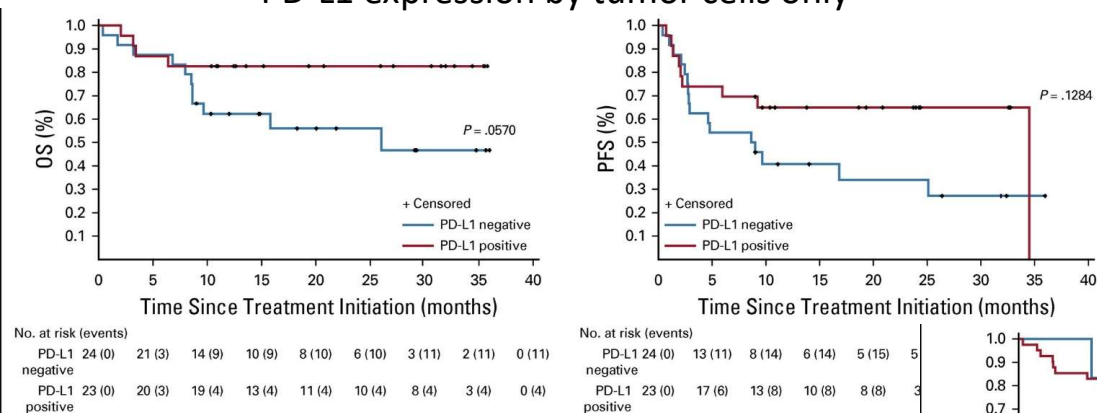 PD-L1 expression by tumor cells only
1.0
0.9
0.8
0.7
0.6
0.5
0.4
0.3
0.2
0.1
OS (%)
P = .0570
+ Censored
PD-L1 negative
PD-L1 positive
0 5 10 15 20 25 30 35 40
Time Since Treatment Initiation (months)
No. at risk (events)
PD-L1 24 (0) 21 (3) 14 (9) 10 (9) 8 (10) 6 (10) 3 (11) 2 (11) 0 (11)
negative
PD-L1 23 (0) 20 (3) 19 (4) 13 (4) 11 (4) 10 (4) 8 (4) 3 (4) 0 (4)
positive
1.0
0.9
0.8
0.7
0.6
0.5
0.4
0.3
0.2
0.1
PFS (%)
P = .1284
+ Censored
PD-L1 negative
PD-L1 positive
0 5 10 15 20 25 30 35 40
Time Since Treatment Initiation (months)
No. at risk (events)
PD-L1 24 (0) 13 (11) 8 (14) 6 (14) 5 (15) 5
negative
PD-L1 23 (0) 17 (6) 13 (8) 10 (8) 8 (8) 3
positive
1.0
0.9
0.8
0.7